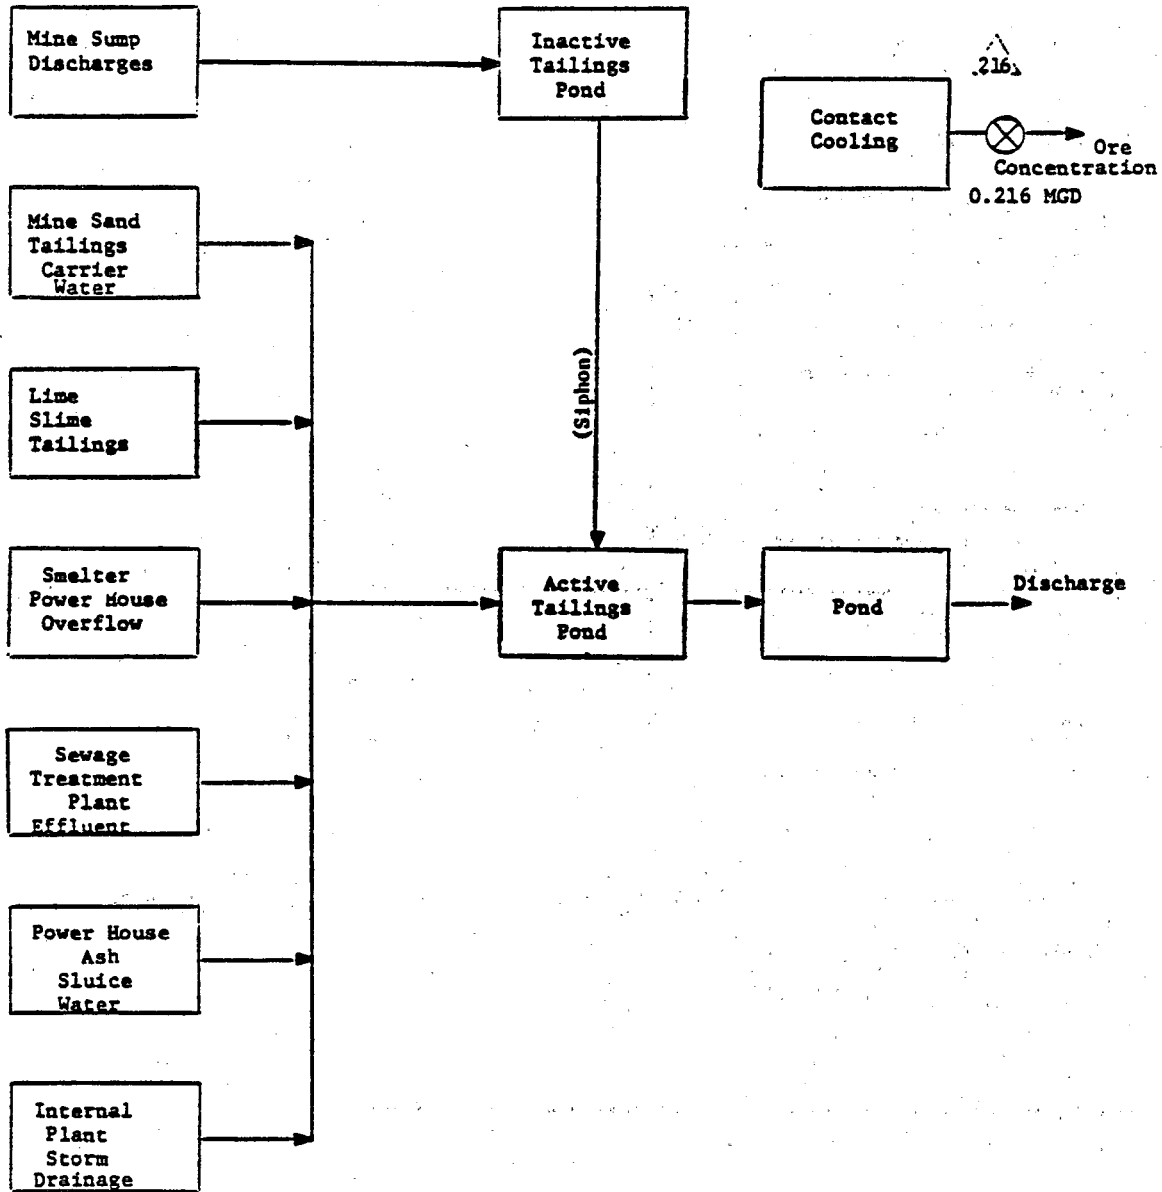 Mine Sump
Discharges
Inactive
Tailings
Pond
216
Contact
Cooling
Ore
Concentration
0.216 MGD
Mine Sand
Tailings
Carrier
Water
(Siphon)
Lime
Slime
Tailings
Smelter
Power House
Overflow
Active
Tailings
Pond
Pond
Discharge
Sewage
Treatment
Plant
Effluent
Power House
Ash
Sluice
Water
Internal
Plant
Storm
Drainage